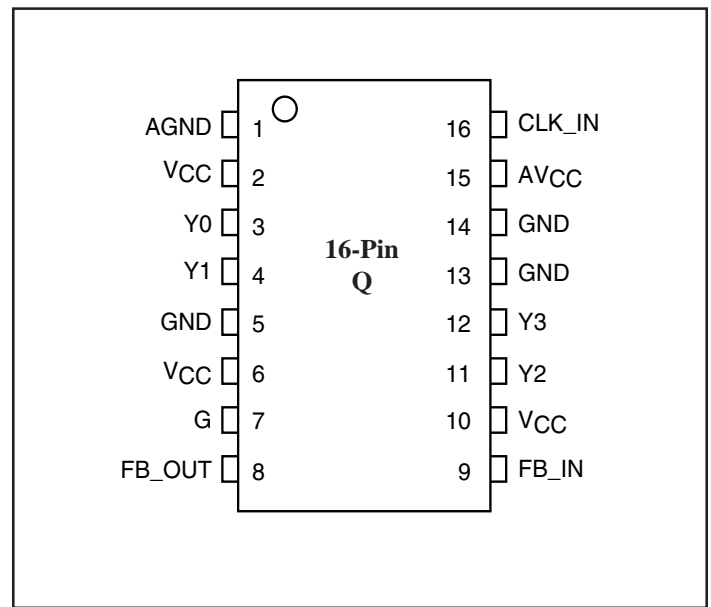 AGND 1 16 CLK_IN
VCC 2 15 AVCC
Y0 3 14 GND
16-Pin
Y1 4 13 GND
Q
GND 5 12 Y3
VCC 6 11 Y2
G 7 10 VCC
FB_OUT 8 9 FB_IN